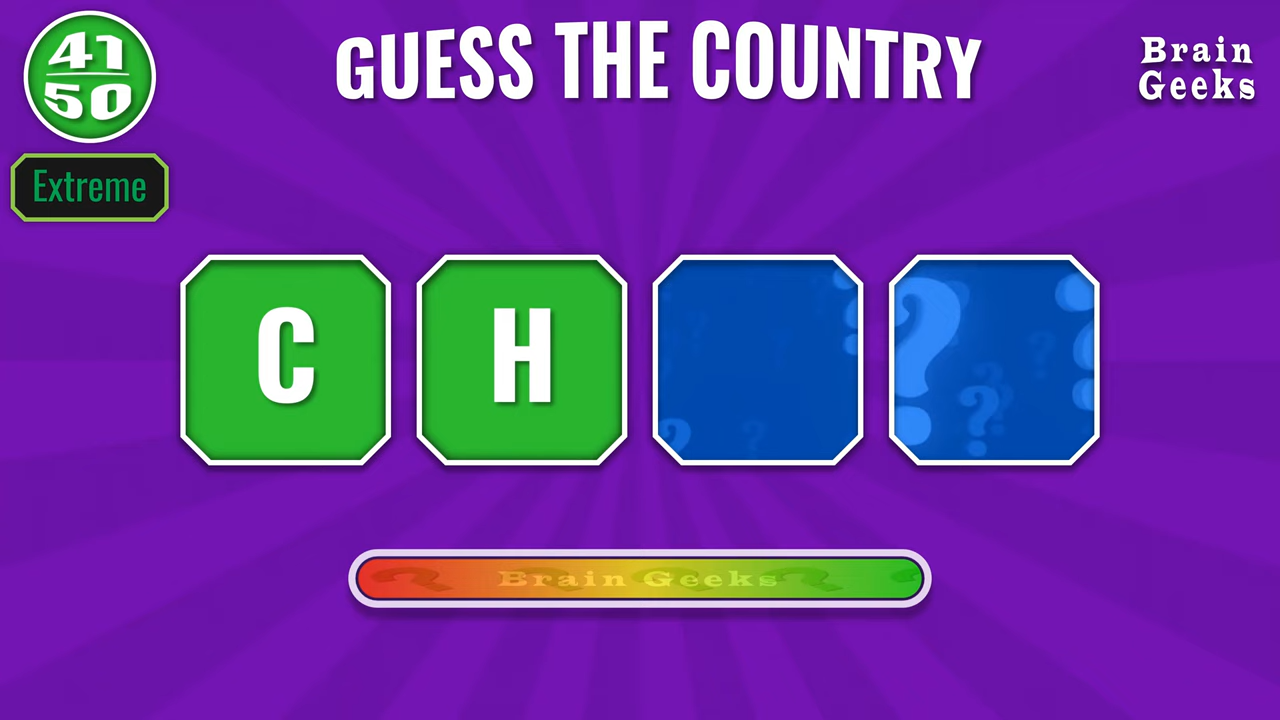 41
50
GUESS THE COUNTRY
Brain
Geeks
Extreme
C H
? ? ? ? ?
Brain Geeks